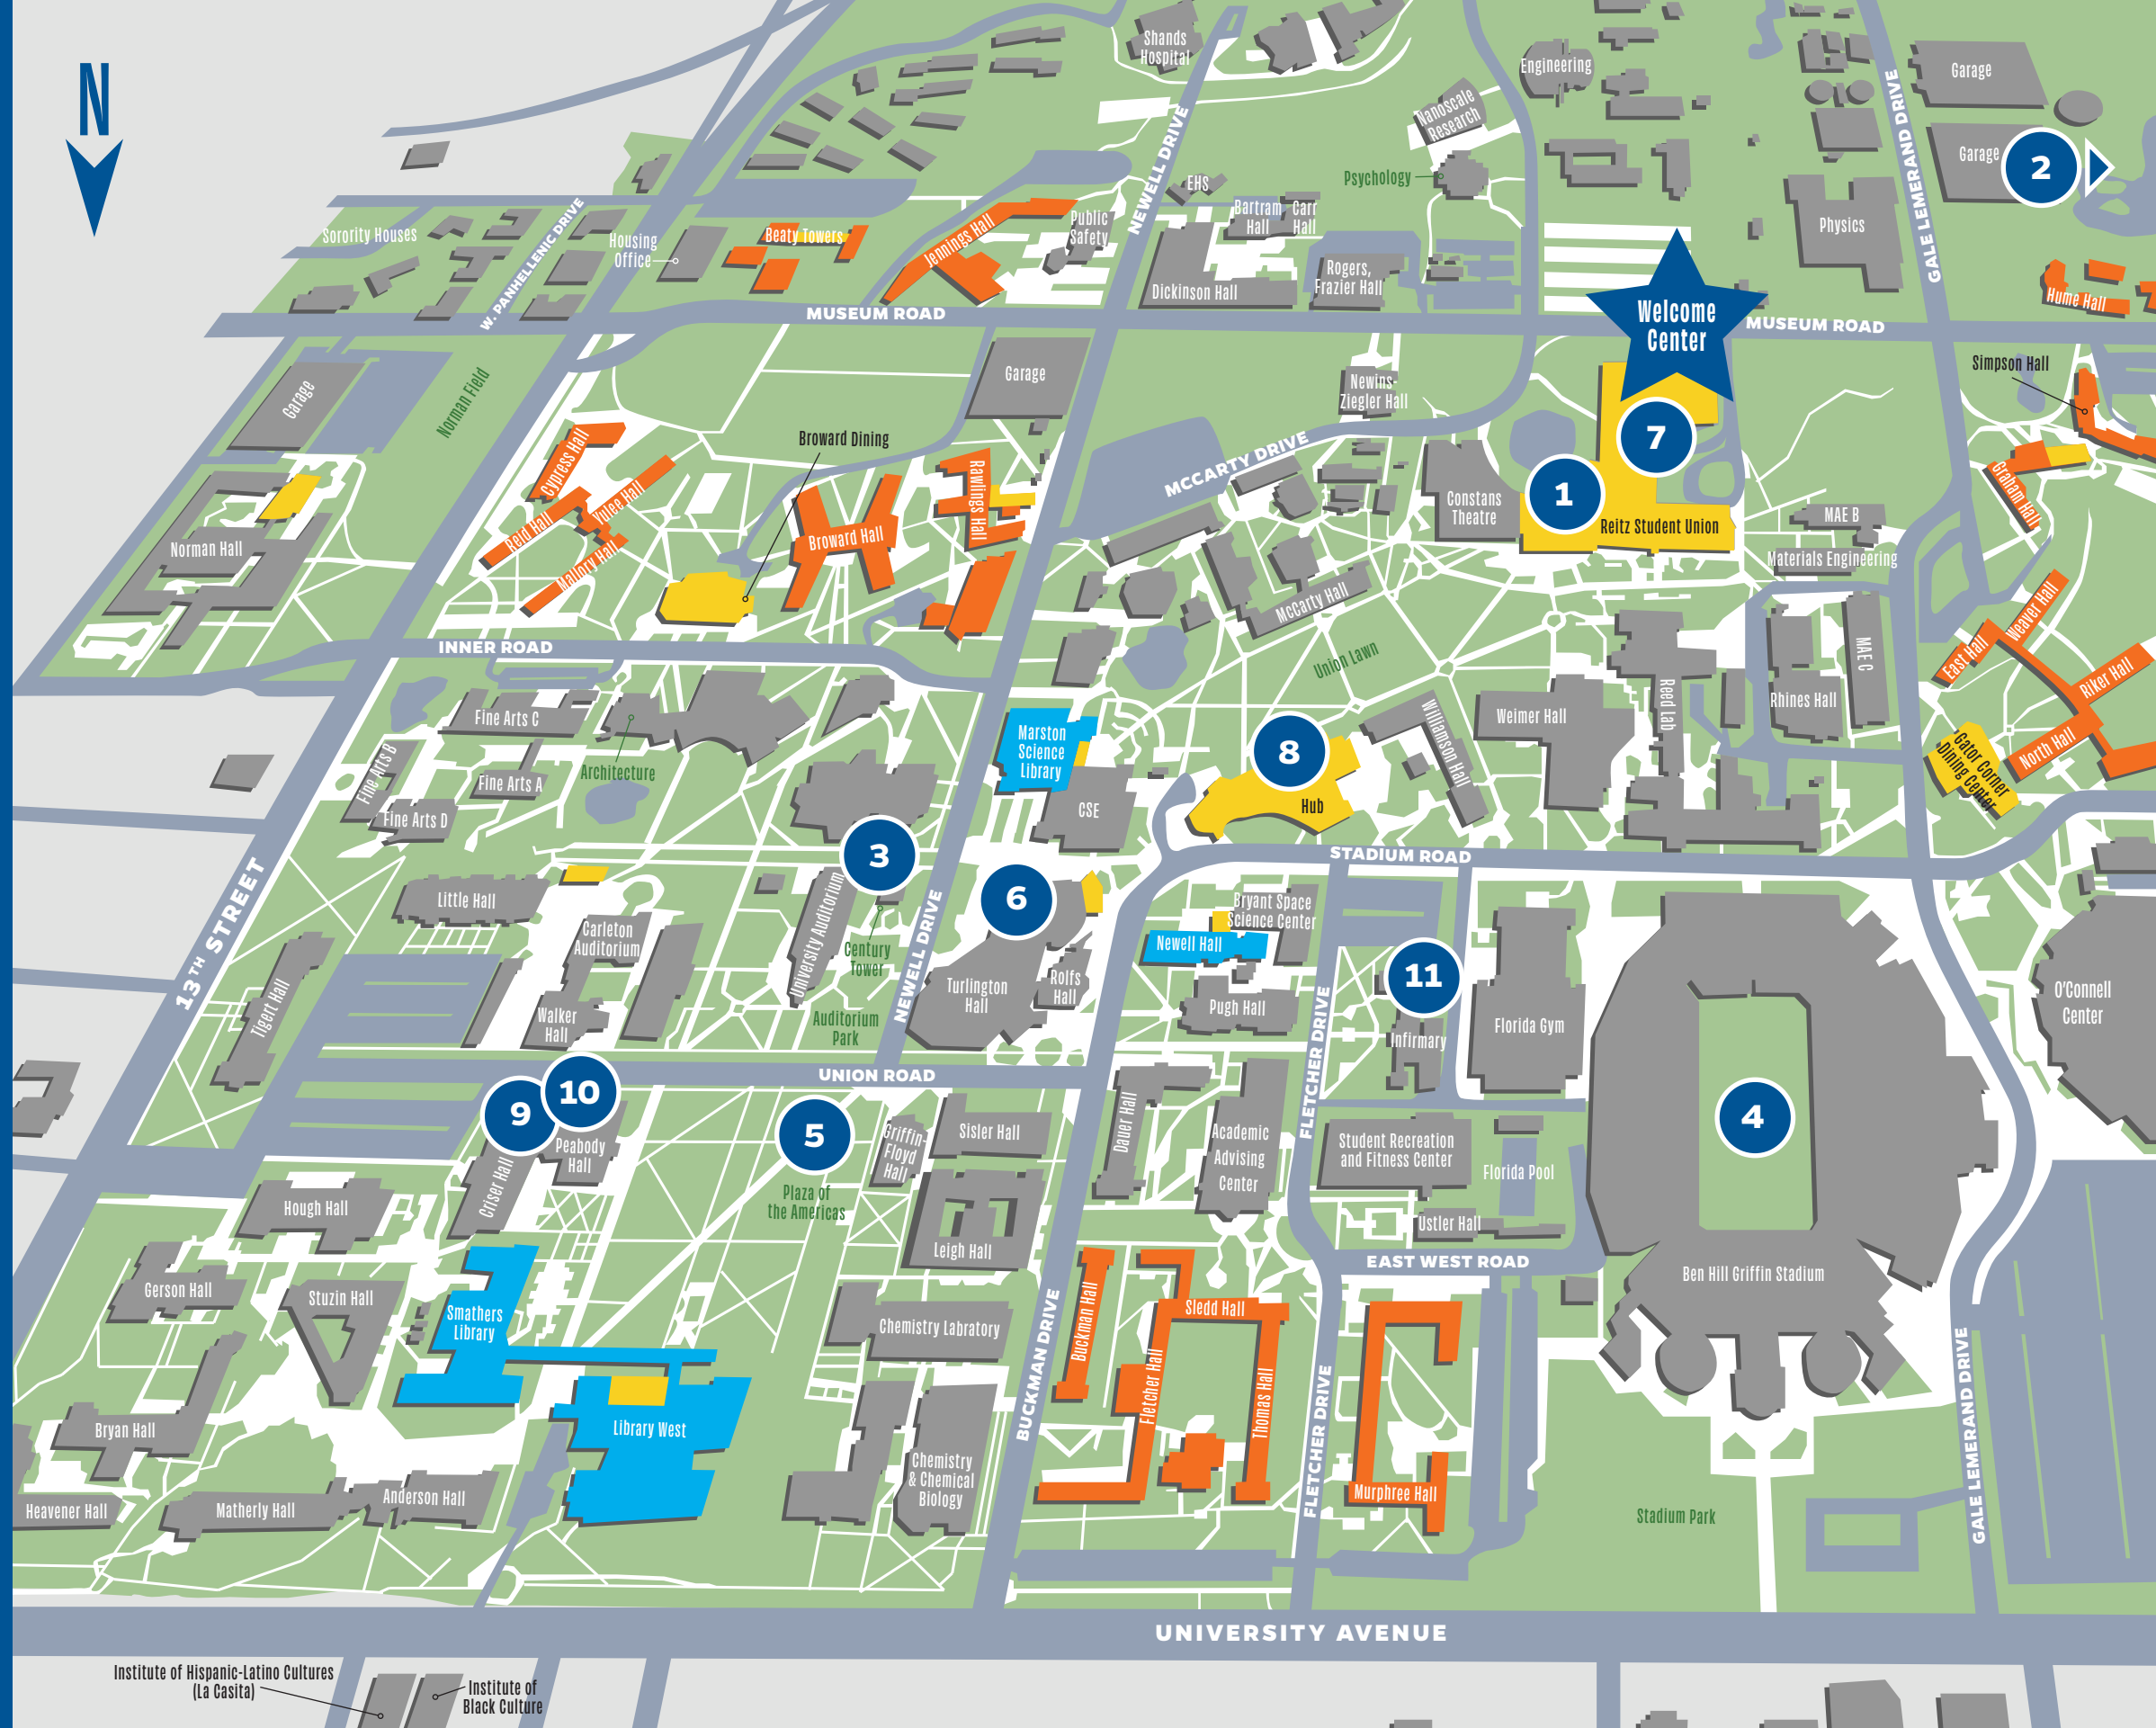 N
Shands
Hospital
Engineering
Garage
Nanoscale
Research
Garage
2
NEWELL DRIVE
GALE LEMERAND DRIVE
EHS
Psychology
Sorority Houses
W. PANHELLENIC DRIVE
Housing
Office
Beaty Towers
Jennings Hall
Public
Safety
Bartram
Hall
Carr
Hall
Physics
Dickinson Hall
Rogers,
Frazier Hall
Hume Hall
Welcome
Center
MUSEUM ROAD
MUSEUM ROAD
Simpson Hall
Garage
Norman Field
Garage
Newins-
Ziegler Hall
Broward Dining
7
MCCARTY DRIVE
Cypress Hall
Rawlings Hall
1
Constans
Theatre
Reitz Student Union
Graham Hall
MAE B
Norman Hall
Reid Hall
Yulee Hall
Mallory Hall
Broward Hall
Materials Engineering
McCarty Hall
Weaver Hall
INNER ROAD
Union Lawn
MAE C
East Hall
Riker Hall
Fine Arts C
Marston
Science
Library
Williamson Hall
Weimer Hall
Reed Lab
Rhines Hall
North Hall
Gator Corner
Dining Center
Fine Arts B
Architecture
Fine Arts A
8
Hub
CSE
Fine Arts D
3
STADIUM ROAD
13TH STREET
Little Hall
6
University Auditorium
NEWELL DRIVE
Bryant Space
Science Center
Carleton
Auditorium
Century
Tower
Newell Hall
11
Tigert Hall
Turlington
Hall
Rolfs
Hall
O'Connell
Center
Walker
Hall
Auditorium
Park
Pugh Hall
FLETCHER DRIVE
Infirmary
Florida Gym
UNION ROAD
9
10
5
4
Peabody
Hall
Criser Hall
Griffin-
Floyd
Hall
Sisler Hall
Dauer Hall
Academic
Advising
Center
Student Recreation
and Fitness Center
Florida Pool
Plaza of
the Americas
Hough Hall
Ustler Hall
Leigh Hall
EAST WEST ROAD
Ben Hill Griffin Stadium
Gerson Hall
Stuzin Hall
Smathers
Library
Chemistry Labratory
Buckman Hall
Sledd Hall
BUCKMAN DRIVE
Fletcher Hall
Thomas Hall
FLETCHER DRIVE
GALE LEMERAND DRIVE
Bryan Hall
Library West
Chemistry
& Chemical
Biology
Murphree Hall
Heavener Hall
Matherly Hall
Anderson Hall
Stadium Park
UNIVERSITY AVENUE
Institute of Hispanic-Latino Cultures
(La Casita)
Institute of
Black Culture